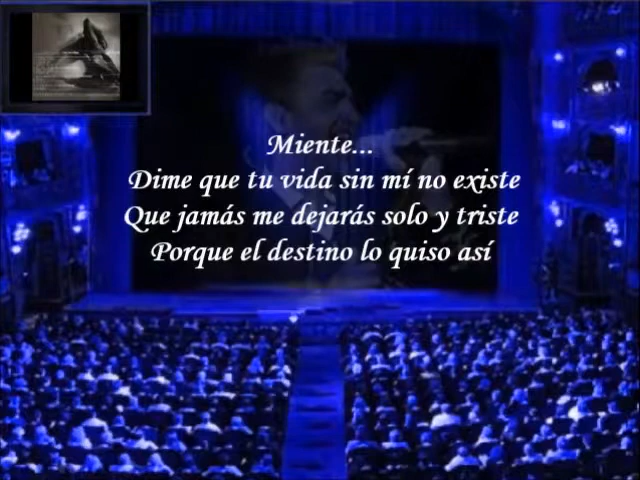 Miente...
Dime que tu vida sin mí no existe
Que jamás me dejarás solo y triste
Porque el destino lo quiso así